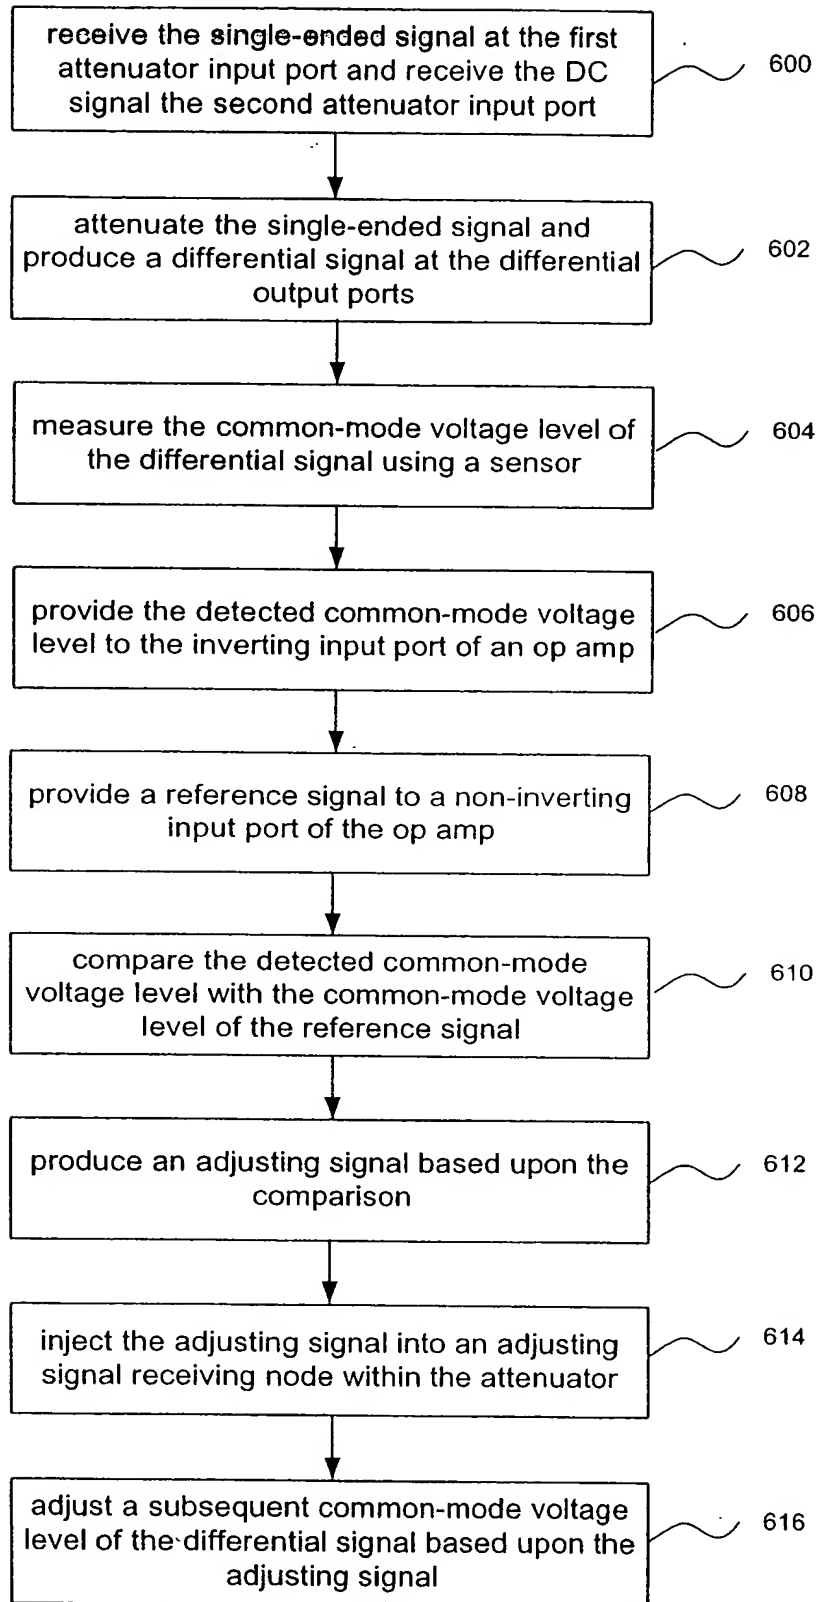 receive the single-ended signal at the first
attenuator input port and receive the DC
signal the second attenuator input port
600
attenuate the single-ended signal and
produce a differential signal at the differential
output ports
602
measure the common-mode voltage level of
the differential signal using a sensor
604
provide the detected common-mode voltage
level to the inverting input port of an op amp
606
provide a reference signal to a non-inverting
input port of the op amp
608
compare the detected common-mode
voltage level with the common-mode voltage
level of the reference signal
610
produce an adjusting signal based upon the
comparison
612
inject the adjusting signal into an adjusting
signal receiving node within the attenuator
614
adjust a subsequent common-mode voltage
level of the differential signal based upon the
adjusting signal
616